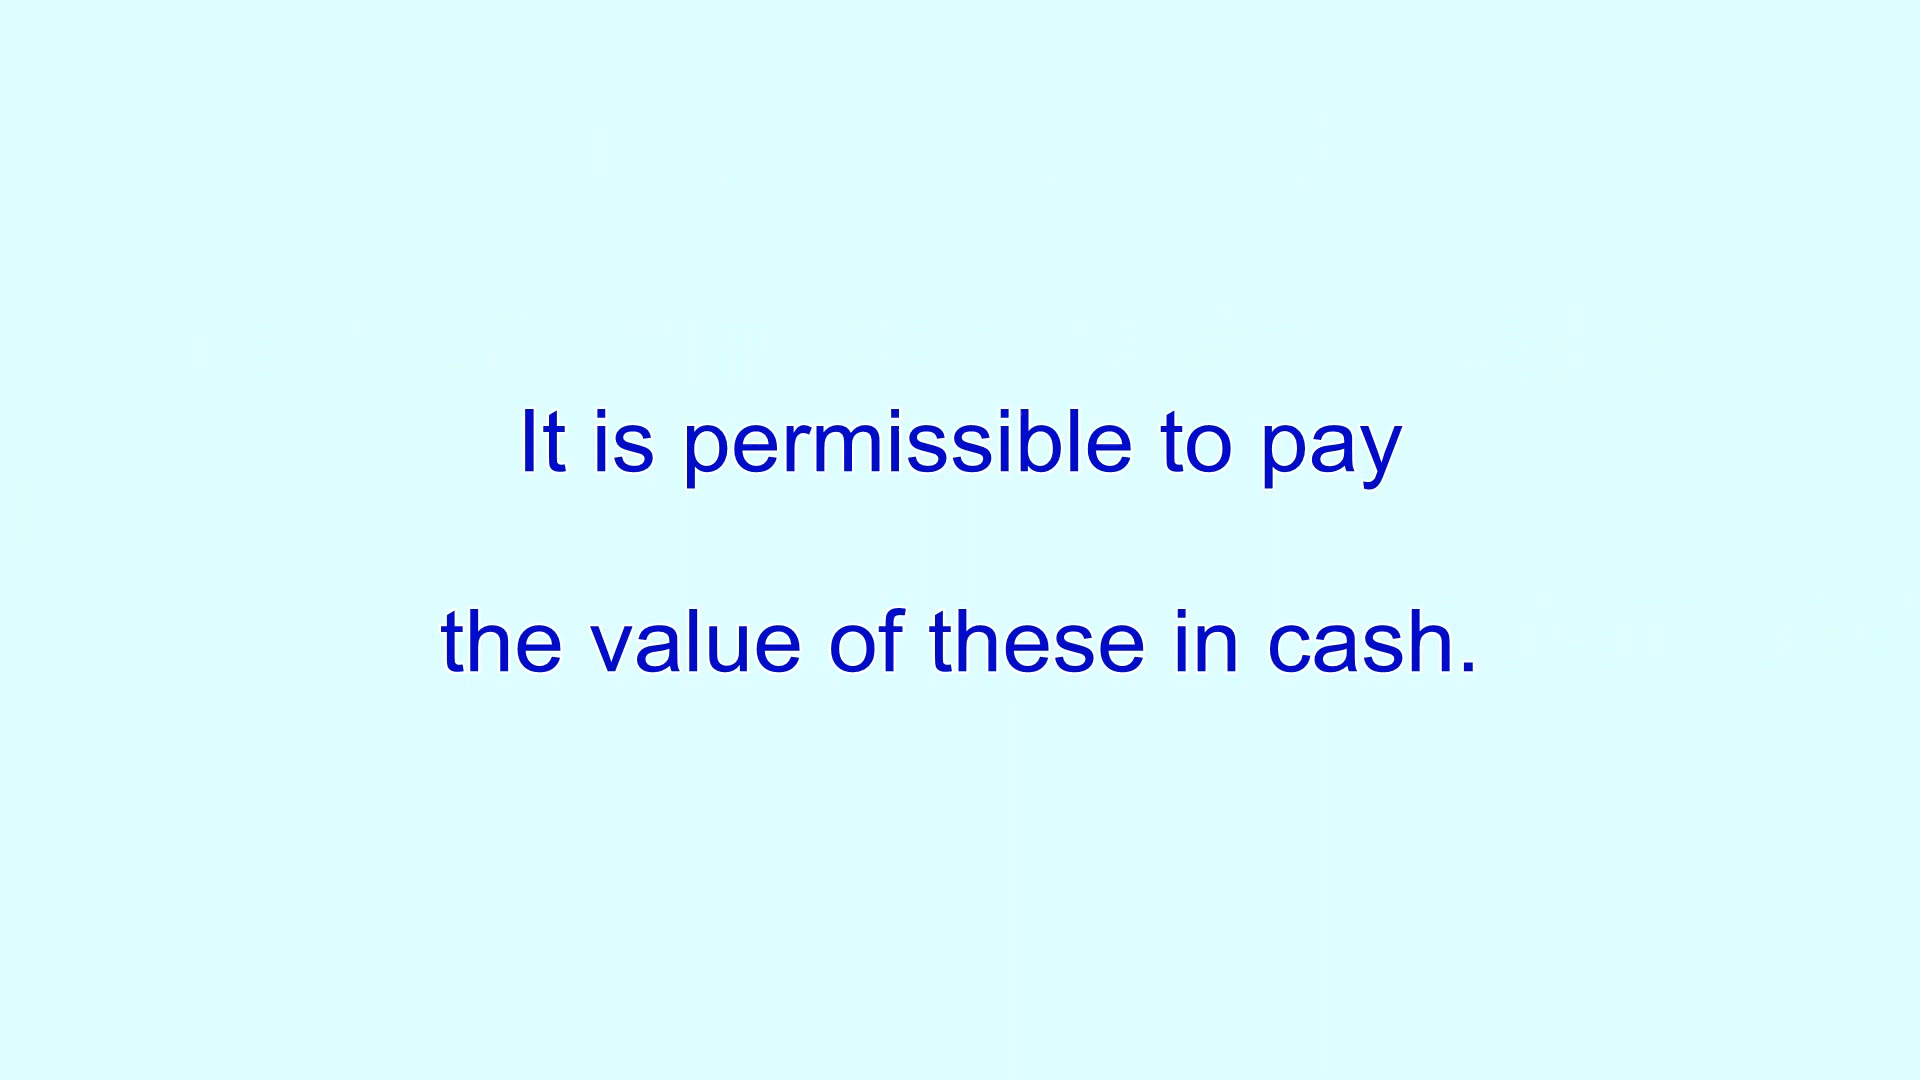 It is permissible to pay
the value of these in cash.